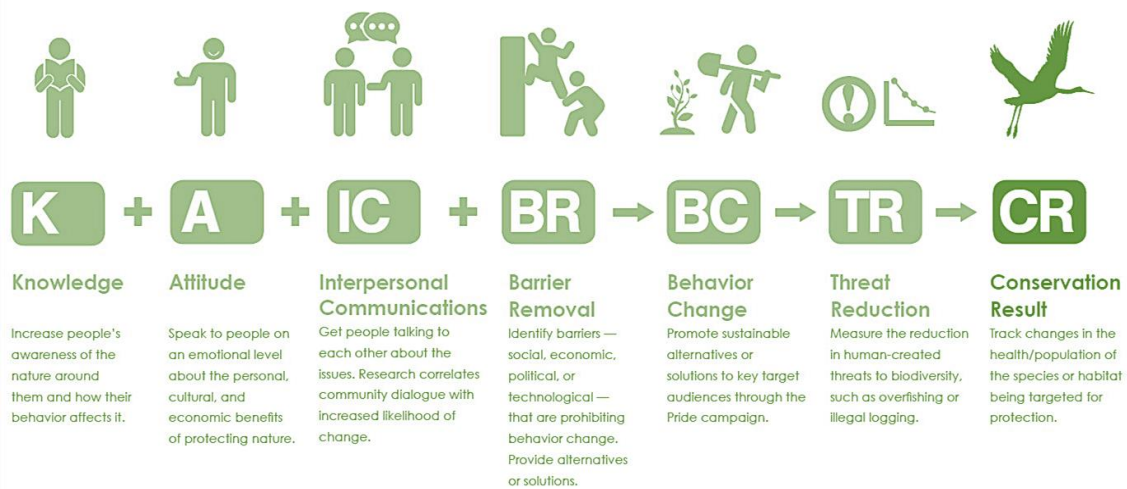 K + A + IC + BR → BC → TR → CR
Knowledge
Increase people's
awareness of the
nature around
them and how their
behavior affects it.
Attitude
Speak to people on
an emotional level
about the personal,
cultural, and
economic benefits
of protecting nature.
Interpersonal
Communications
Get people talking to
each other about the
issues. Research correlates
community dialogue with
increased likelihood of
change.
Barrier
Removal
Identify barriers —
social, economic,
political, or
technological —
that are prohibiting
behavior change.
Provide alternatives
or solutions.
Behavior
Change
Promote sustainable
alternatives or
solutions to key target
audiences through the
Pride campaign.
Threat
Reduction
Measure the reduction
in human-created
threats to biodiversity,
such as overfishing or
illegal logging.
Conservation
Result
Track changes in the
health/population of
the species or habitat
being targeted for
protection.